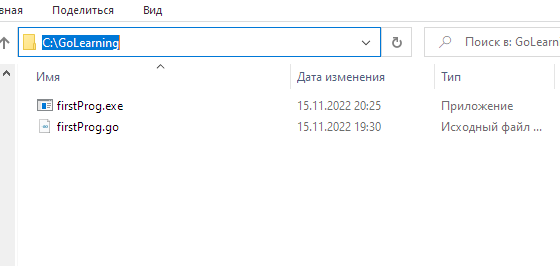 вная Поделиться Вид
C:\GoLearning Поиск в: GoLearn
Имя Дата изменения Тип
firstProg.exe 15.11.2022 20:25 Приложение
firstProg.go 15.11.2022 19:30 Исходный файл ...